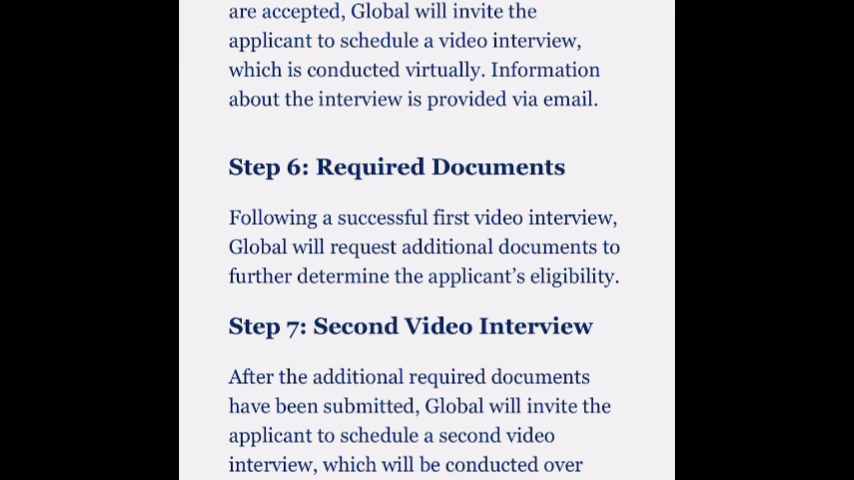 are accepted, Global will invite the
applicant to schedule a video interview,
which is conducted virtually. Information
about the interview is provided via email.
Step 6: Required Documents
Following a successful first video interview,
Global will request additional documents to
further determine the applicant’s eligibility.
Step 7: Second Video Interview
After the additional required documents
have been submitted, Global will invite the
applicant to schedule a second video
interview, which will be conducted over